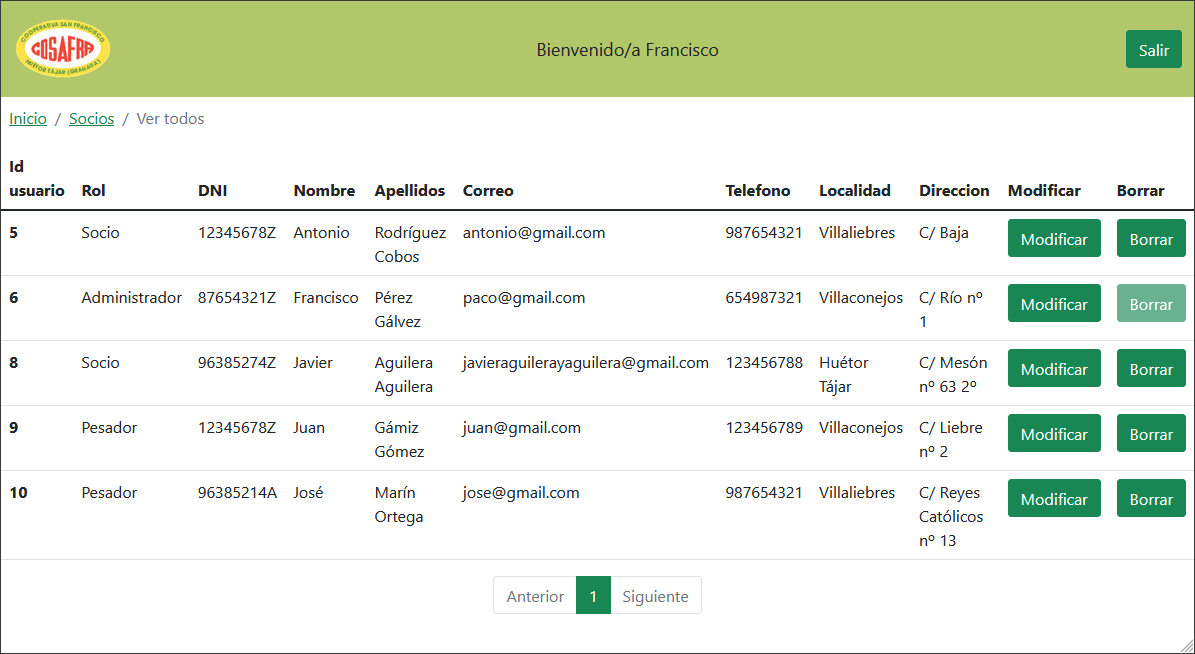 COOPERATIVA SAN FRANCISCO
COSAFRA
HUÉTOR TÁJAR (GRANADA)
Bienvenido/a Francisco
Salir
Inicio / Socios / Ver todos
Id usuario Rol DNI Nombre Apellidos Correo Telefono Localidad Direccion Modificar Borrar
5 Socio 12345678Z Antonio Rodríguez Cobos antonio@gmail.com 987654321 Villaliebres C/ Baja Modificar Borrar
6 Administrador 87654321Z Francisco Pérez Gálvez paco@gmail.com 654987321 Villaconejos C/ Río nº 1 Modificar Borrar
8 Socio 96385274Z Javier Aguilera Aguilera javieraguilerayaguilera@gmail.com 123456788 Huétor Tájar C/ Mesón nº 63 2º Modificar Borrar
9 Pesador 12345678Z Juan Gámiz Gómez juan@gmail.com 123456789 Villaconejos C/ Liebre nº 2 Modificar Borrar
10 Pesador 96385214A José Marín Ortega jose@gmail.com 987654321 Villaliebres C/ Reyes Católicos nº 13 Modificar Borrar
Anterior 1 Siguiente